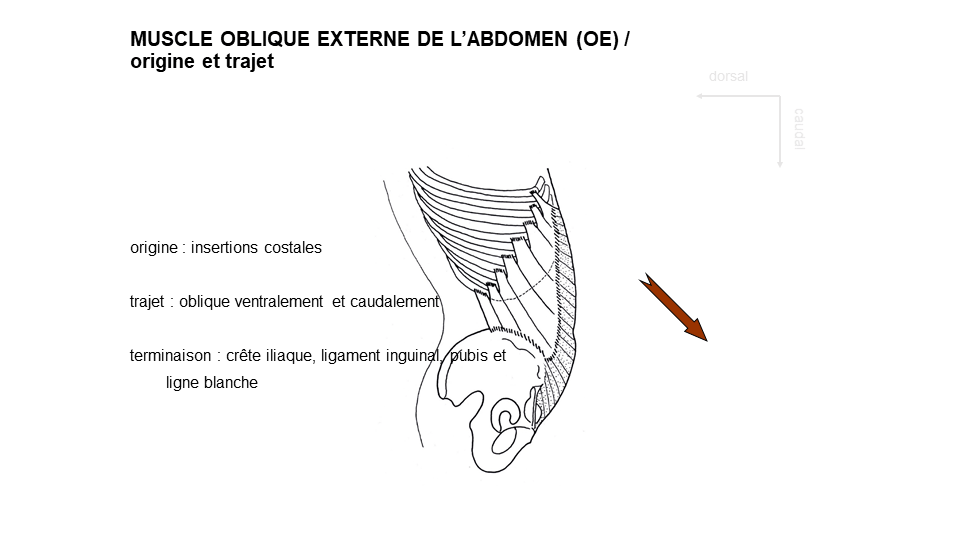 MUSCLE OBLIQUE EXTERNE DE L’ABDOMEN (OE) /
origine et trajet
dorsal
caudal
origine : insertions costales
trajet : oblique ventralement et caudalement
terminaison : crête iliaque, ligament inguinal, pubis et
ligne blanche